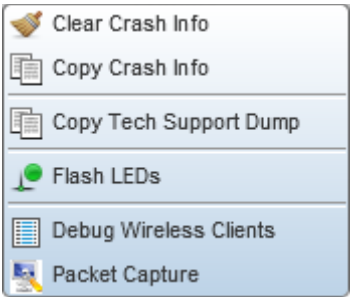 Clear Crash Info
Copy Crash Info
Copy Tech Support Dump
Flash LEDs
Debug Wireless Clients
Packet Capture